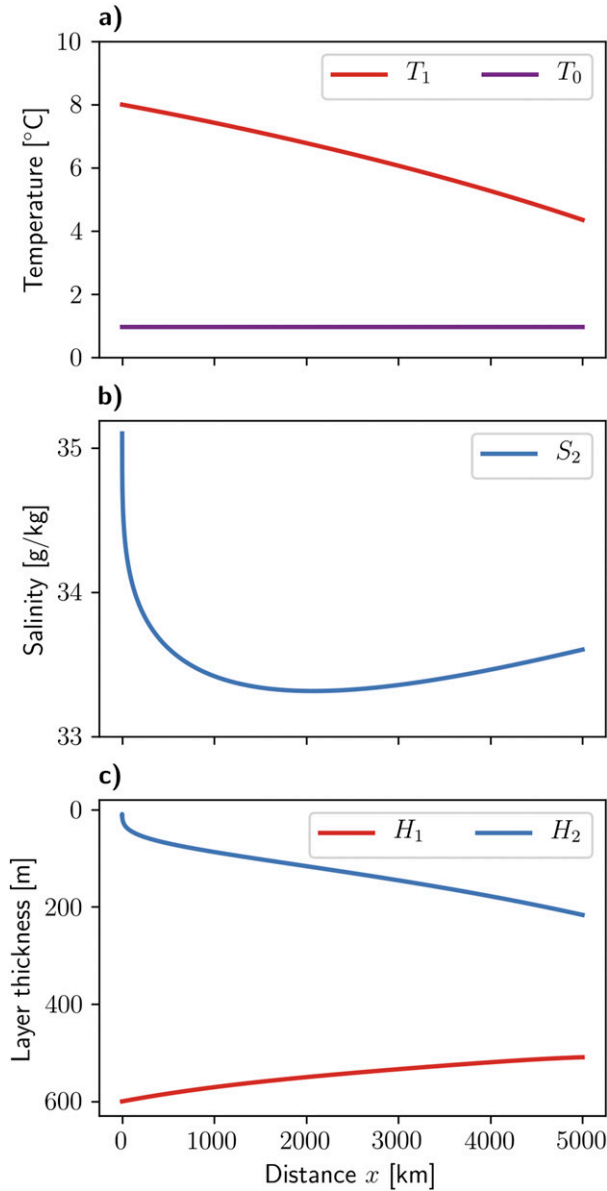 a)
10
8
6
4
2
0
Temperature [°C]
T₁ T₀
b)
35
34
33
Salinity [g/kg]
S₂
c)
0
200
400
600
Layer thickness [m]
H₁ H₂
0 1000 2000 3000 4000 5000
Distance x [km]